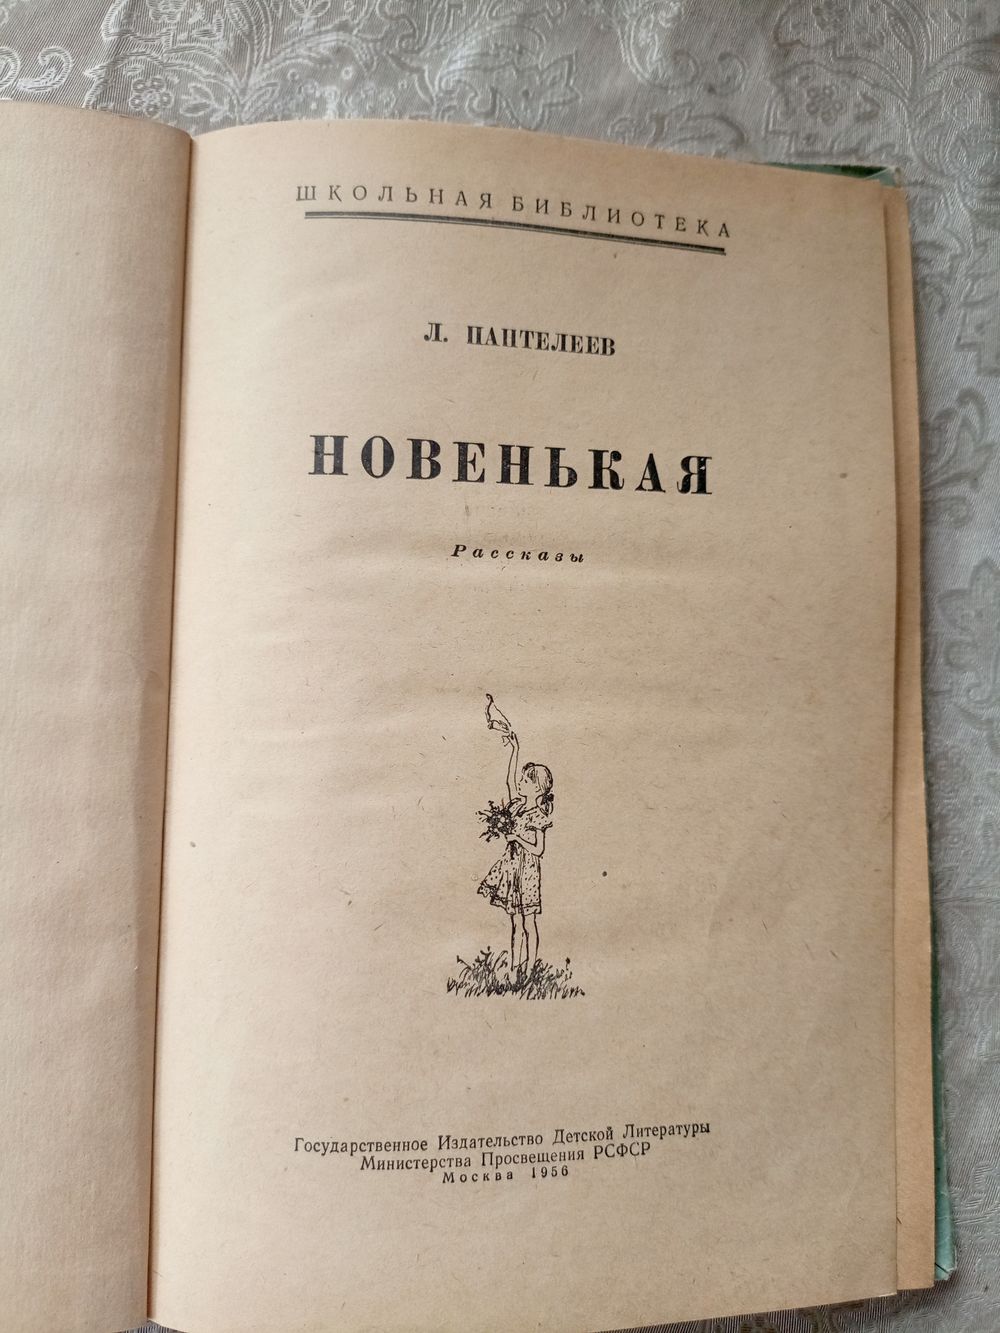 ШКОЛЬНАЯ БИБЛИОТЕКА
Л. ПАНТЕЛЕЕВ
НОВЕНЬКАЯ
Рассказы
Государственное Издательство Детской Литературы
Министерства Просвещения РСФСР
Москва 1956